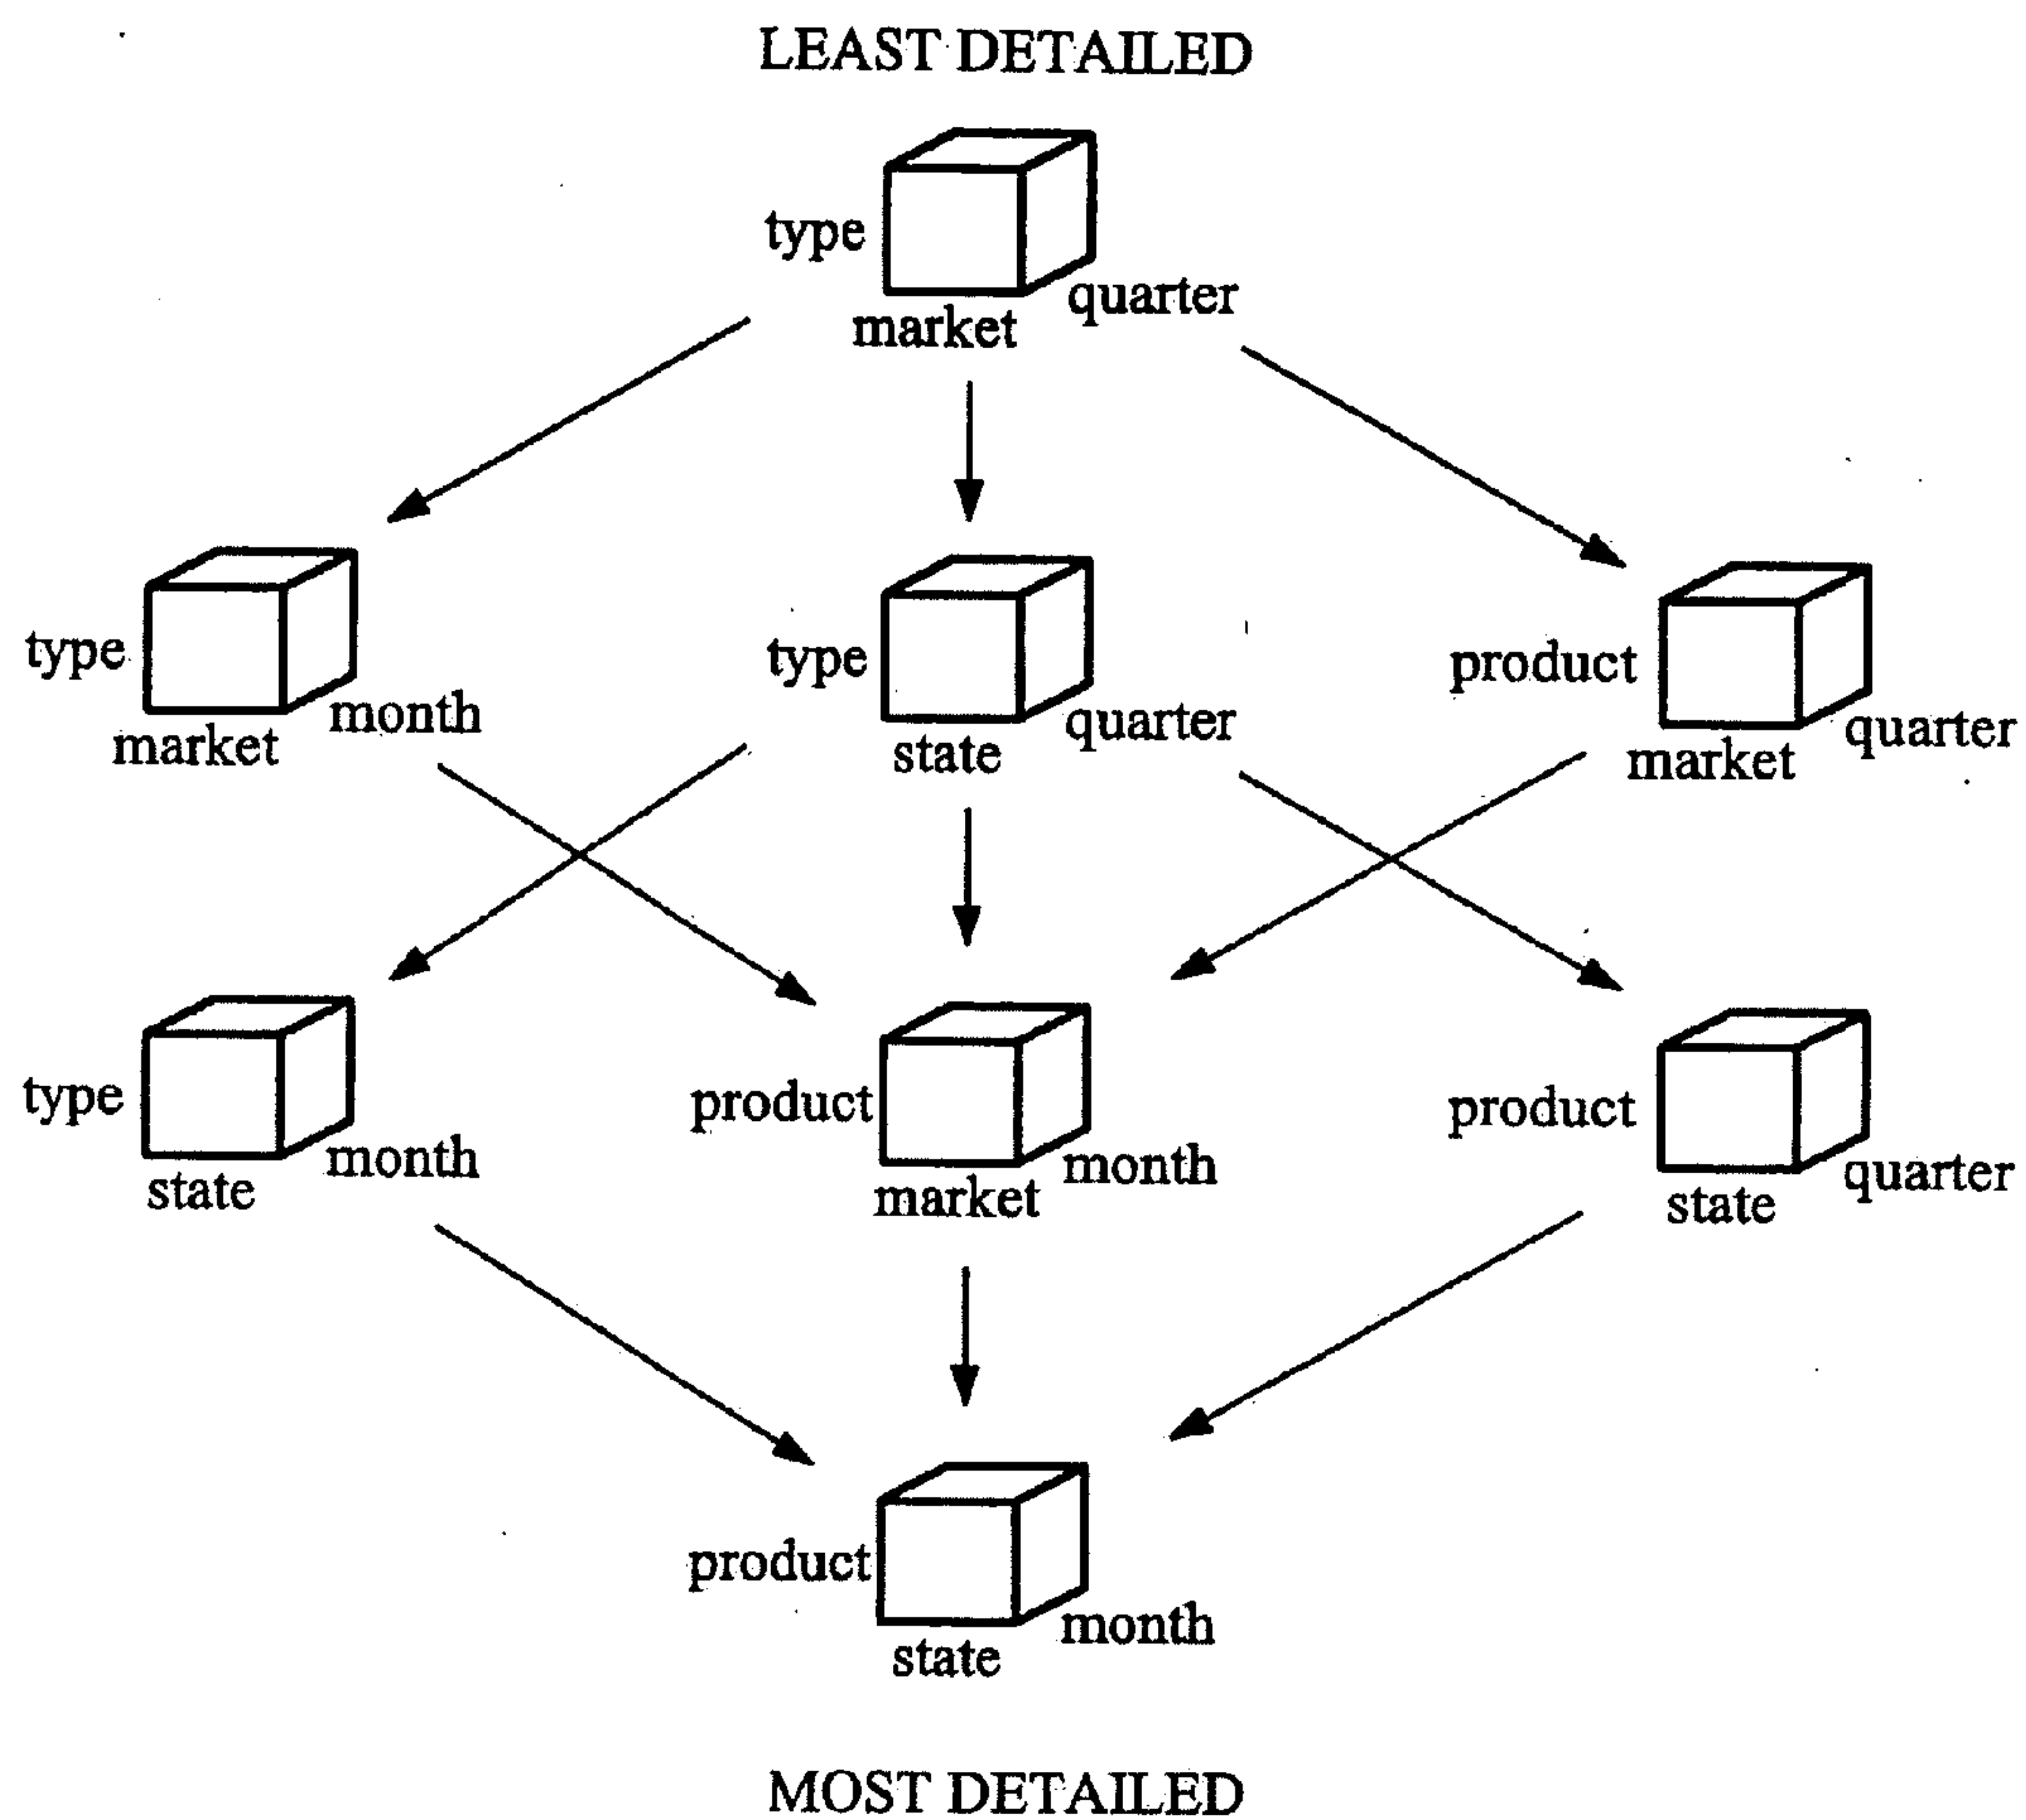 LEAST DETAILED
type
quarter
market
type
month
market
type
quarter
state
product
quarter
market
type
month
state
product
month
market
product
quarter
state
product
month
state
MOST DETAILED